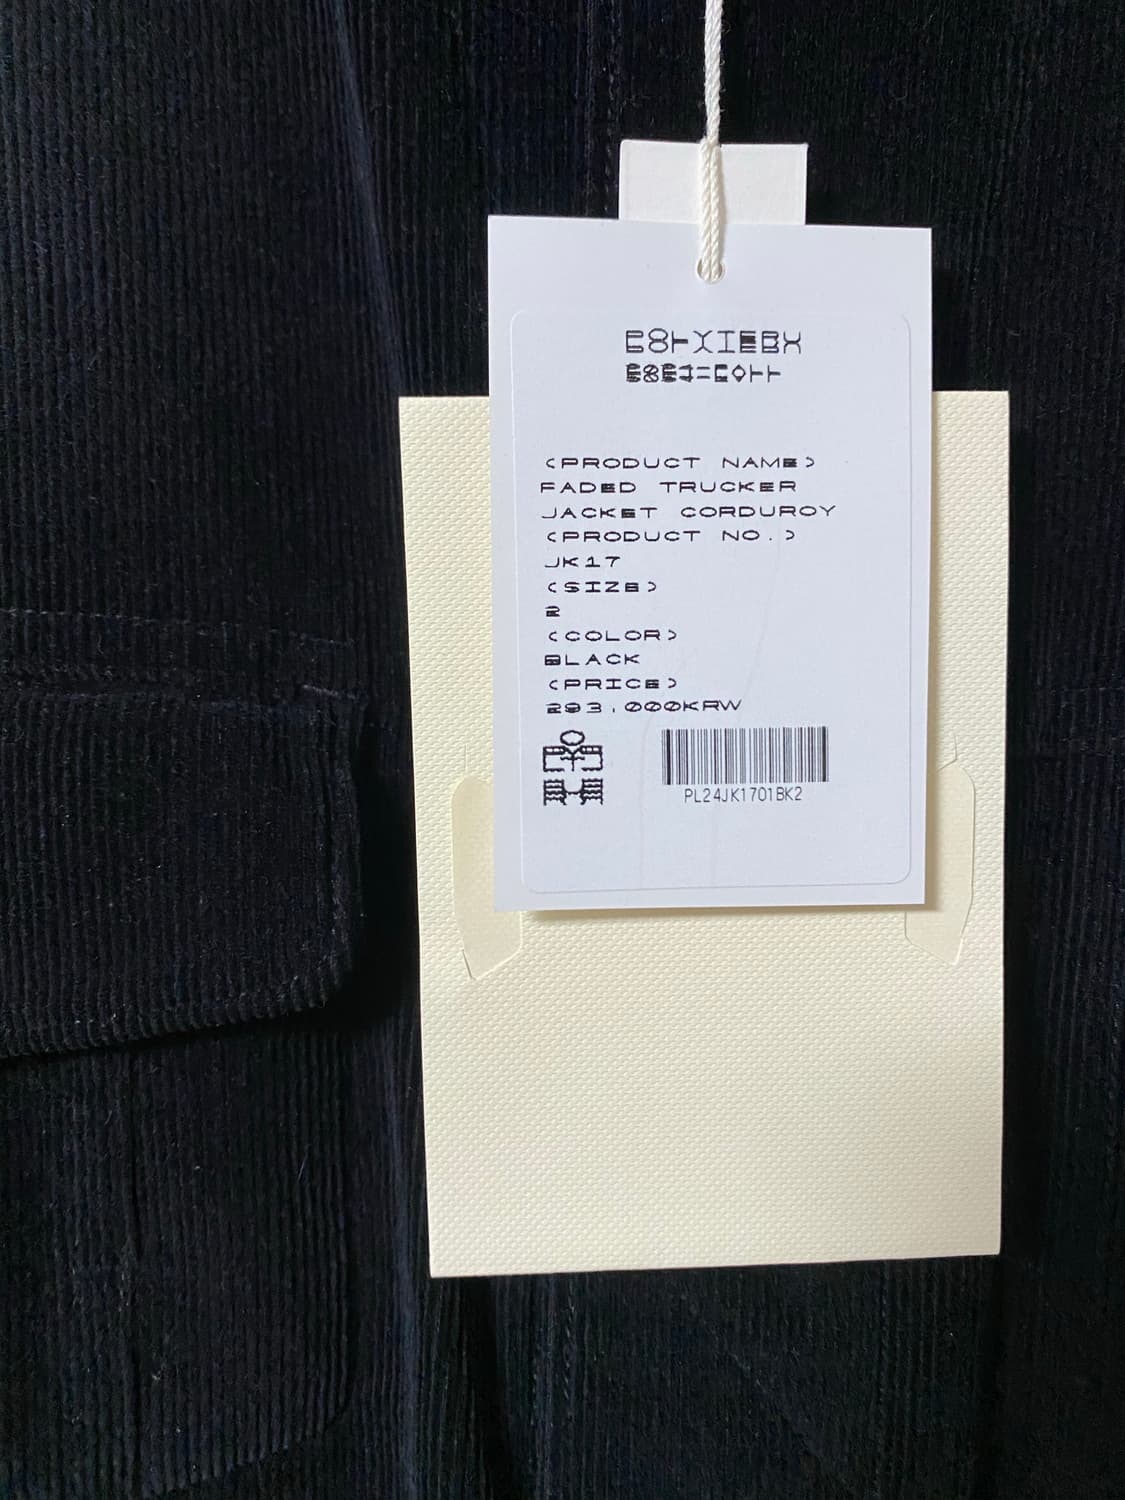 <PRODUCT NAME>
FADED TRUCKER
JACKET CORDUROY
<PRODUCT NO.>
JK17
<SIZE>
2
<COLOR>
BLACK
<PRICE>
293,000KRW
PL24JK1701BK2